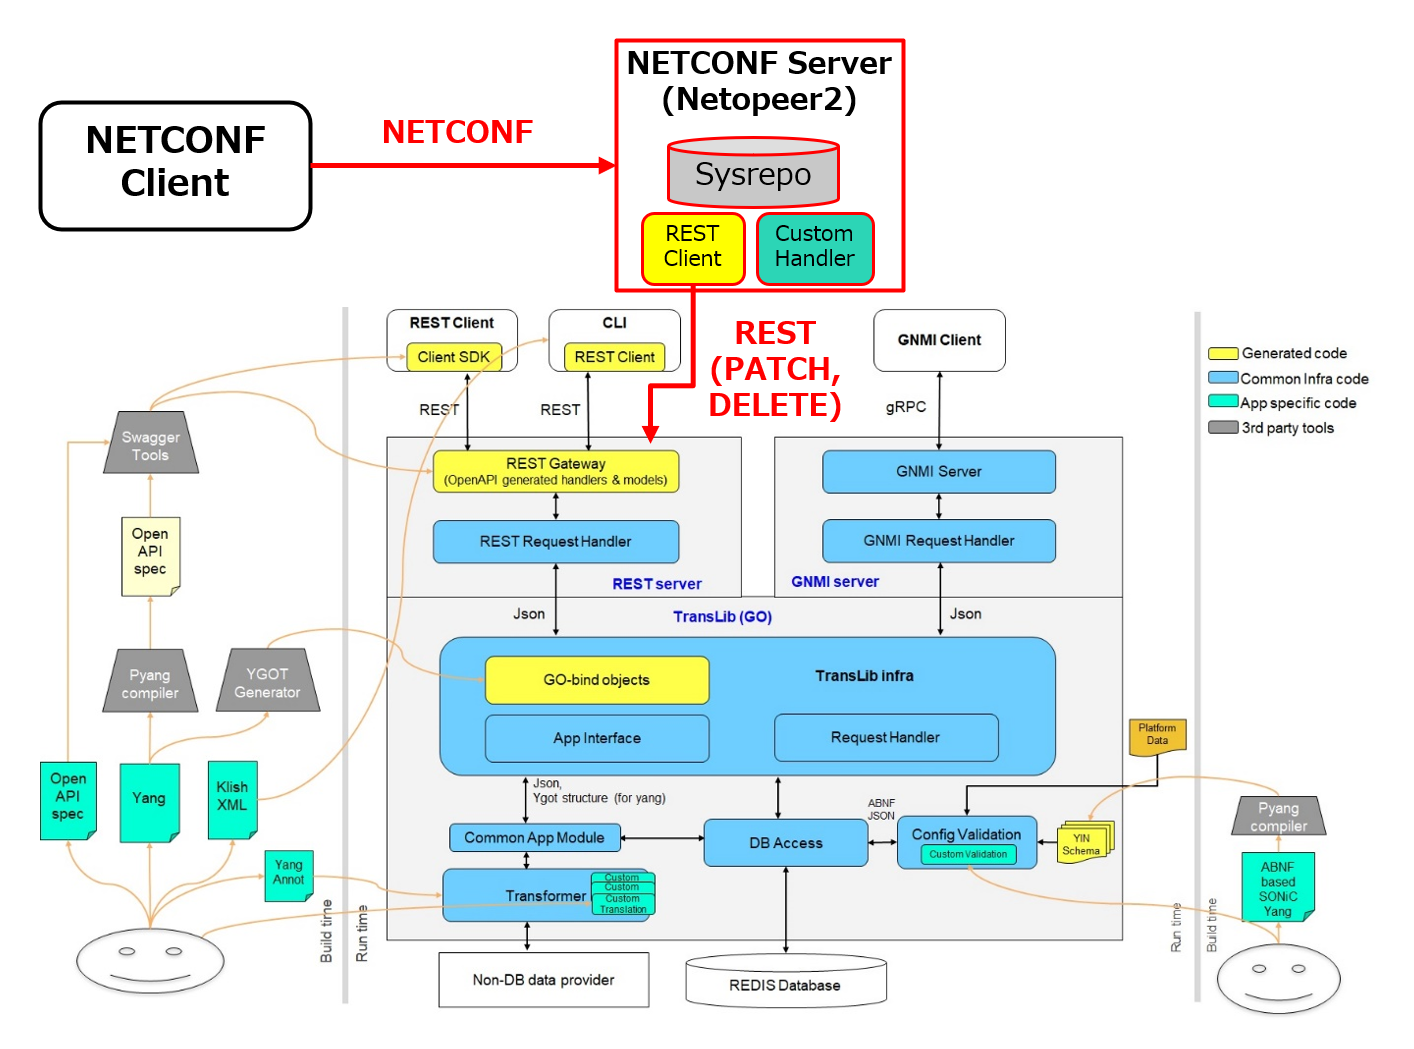 NETCONF Server
(Netopeer2)
NETCONF
Client
NETCONF
Sysrepo
REST
Client
Custom
Handler
REST
(PATCH,
DELETE)
REST Client
Client SDK
CLI
REST Client
GNMI Client
REST
REST
gRPC
Generated code
Common Infra code
App specific code
3rd party tools
Swagger
Tools
REST Gateway
(OpenAPI generated handlers & models)
REST Request Handler
REST server
GNMI Server
GNMI Request Handler
GNMI server
Open
API
spec
Json
TransLib (GO)
Json
Pyang
compiler
YGOT
Generator
GO-bind objects
TransLib infra
App Interface
Request Handler
Platform
Data
Open
API
spec
Yang
Klish
XML
Json,
Ygot structure (for yang)
ABNF
JSON
Common App Module
DB Access
Config Validation
Custom Validation
YIN
Schema
Pyang
compiler
Yang
Annot
Transformer
Custom
Custom
Custom
Translation
ABNF
based
SONiC
Yang
Build time
Run time
Run time
Build time
Non-DB data provider
REDIS Database